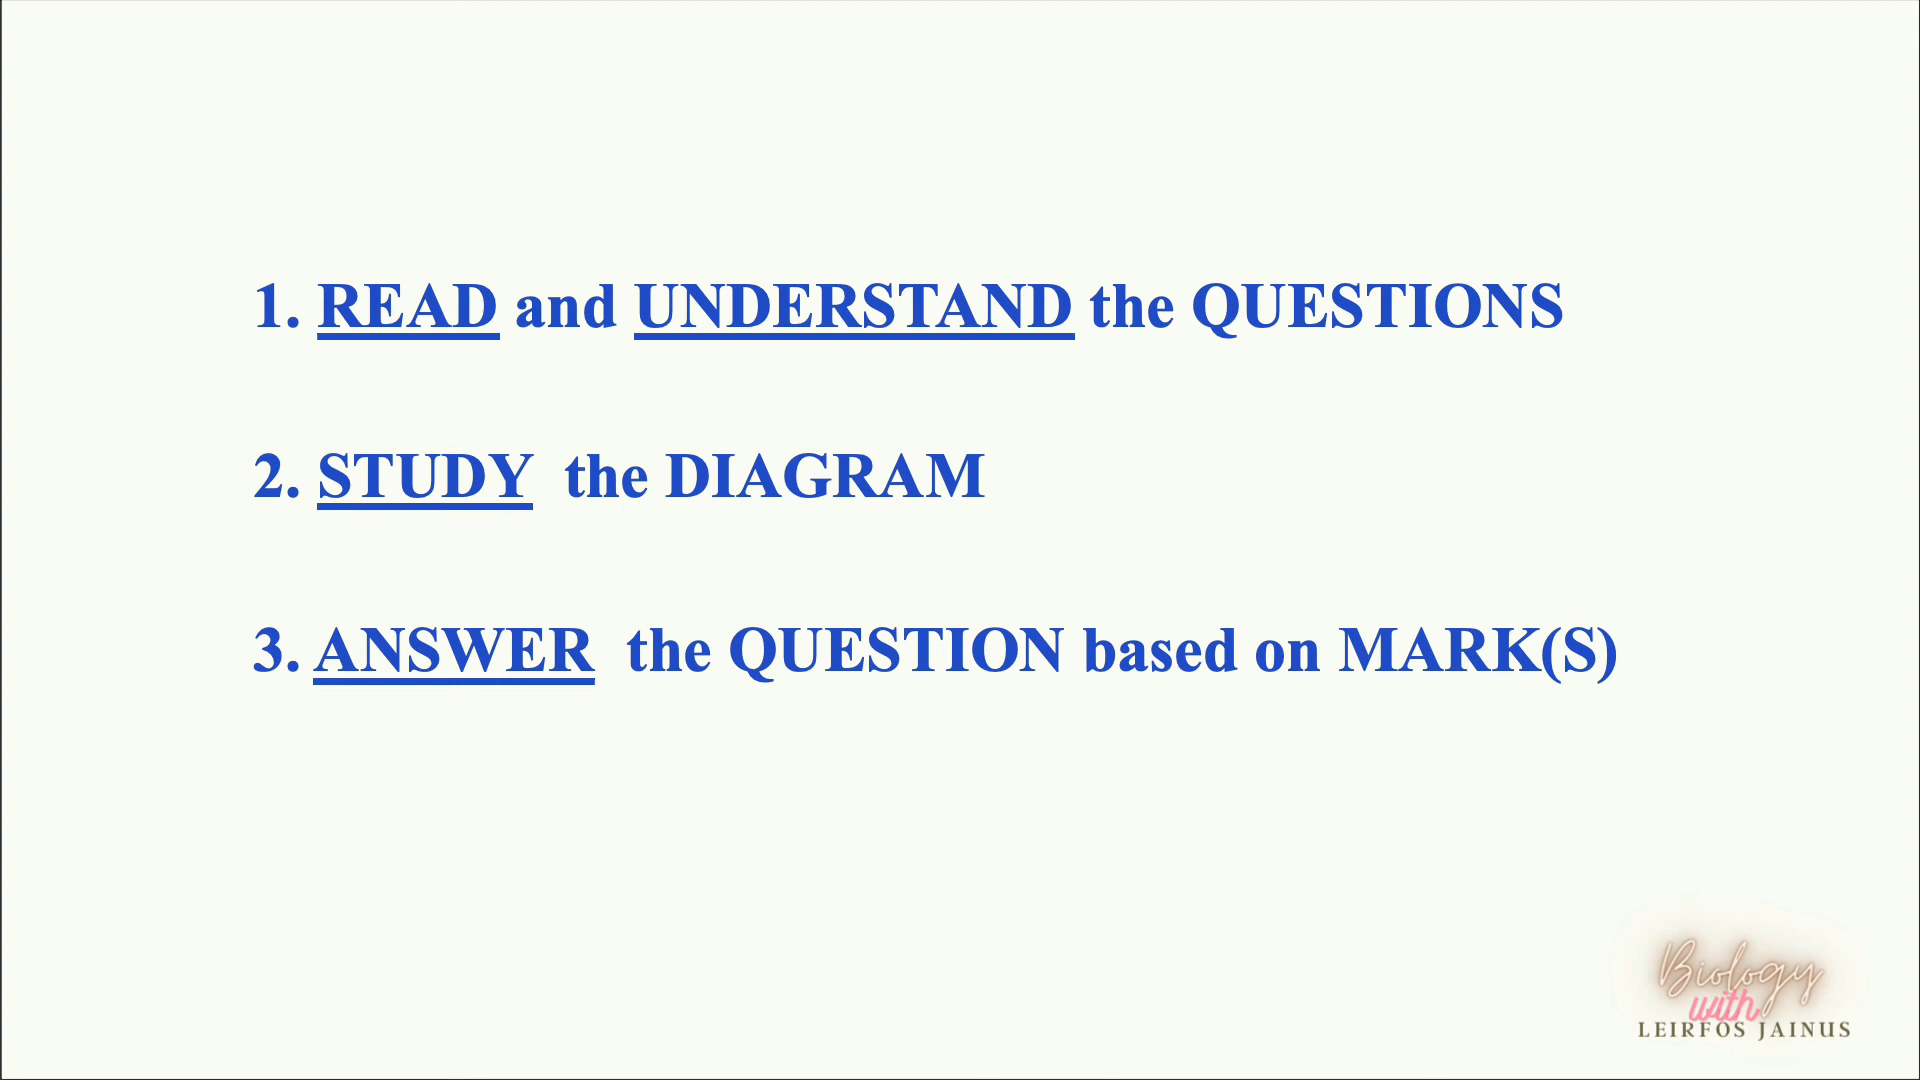 1. READ and UNDERSTAND the QUESTIONS
2. STUDY the DIAGRAM
3. ANSWER the QUESTION based on MARK(S)
Biology
with
LEIRFOS JAINUS